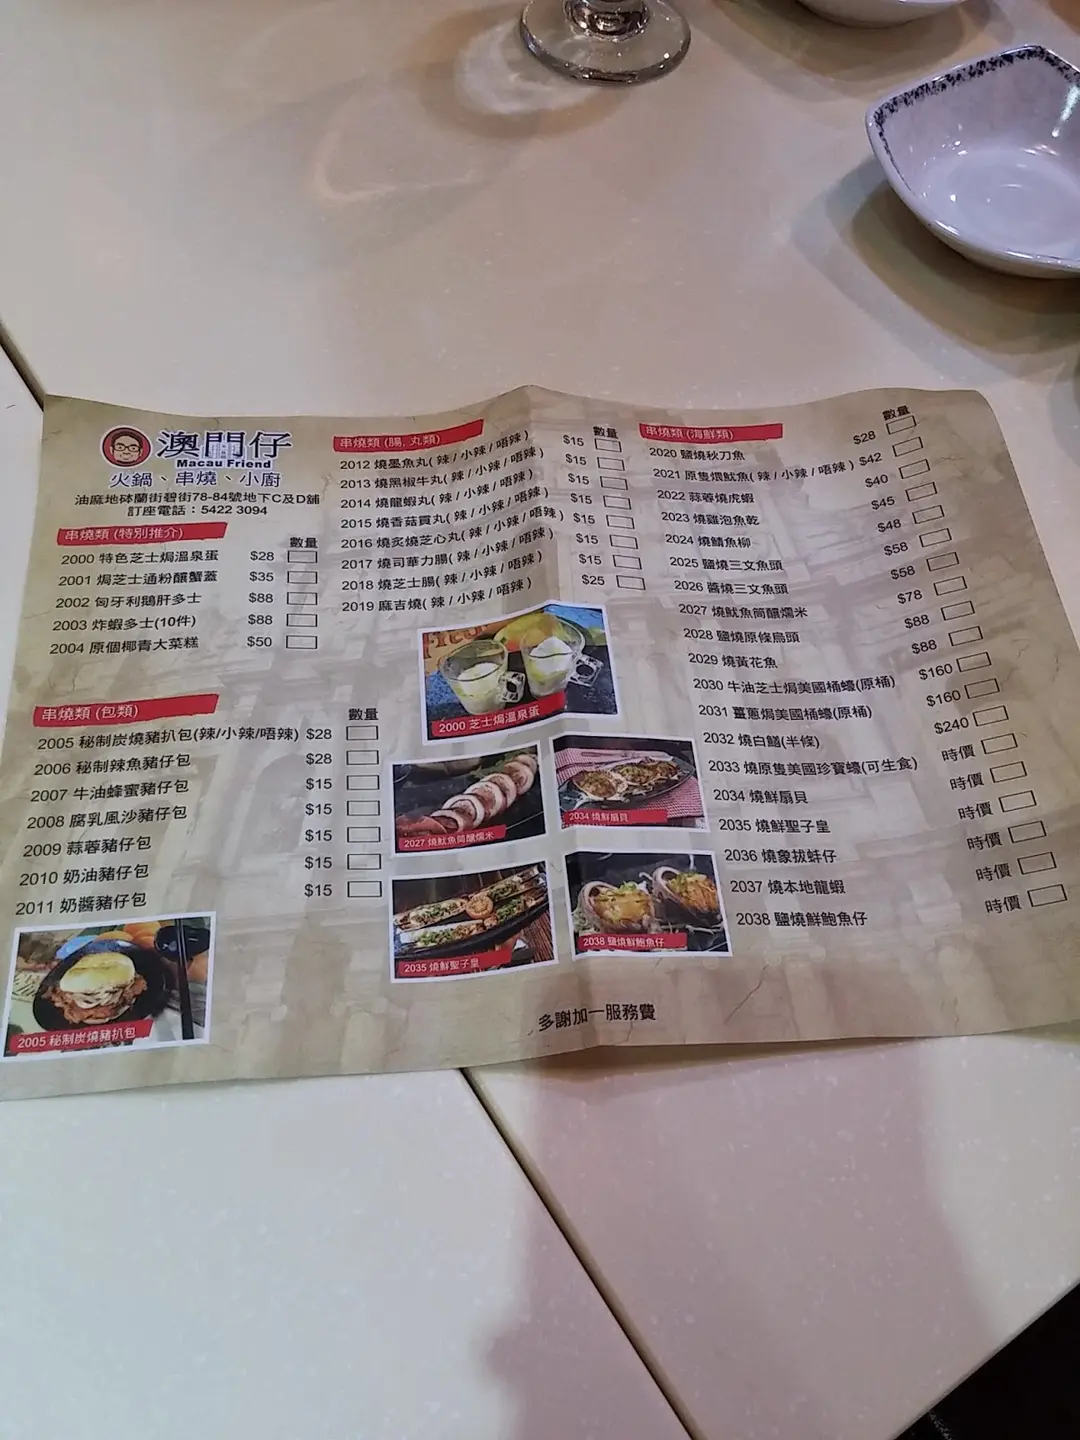 澳門仔
Macau Friend
火鍋、串燒、小廚
油麻地砵蘭街碧街78-84號地下C及D舖
訂座電話：5422 3094
串燒類 (特別推介) 數量
2000 特色芝士焗溫泉蛋 $28
2001 焗芝士通粉釀蟹蓋 $35
2002 匈牙利鵝肝多士 $88
2003 炸蝦多士(10件) $88
2004 原個椰青大菜糕 $50
串燒類 (包類) 數量
2005 秘制炭燒豬扒包(辣/小辣/唔辣) $28
2006 秘制辣魚豬仔包 $28
2007 牛油蜂蜜豬仔包 $15
2008 腐乳風沙豬仔包 $15
2009 蒜蓉豬仔包 $15
2010 奶油豬仔包 $15
2011 奶醬豬仔包 $15
2005 秘制炭燒豬扒包
串燒類 (腸, 丸類) 數量
2012 燒墨魚丸( 辣 / 小辣 / 唔辣 ) $15
2013 燒黑椒牛丸( 辣 / 小辣 / 唔辣 ) $15
2014 燒龍蝦丸( 辣 / 小辣 / 唔辣 ) $15
2015 燒香菇貢丸( 辣 / 小辣 / 唔辣 ) $15
2016 燒炙燒芝心丸( 辣 / 小辣 / 唔辣 ) $15
2017 燒司華力腸( 辣 / 小辣 / 唔辣 ) $15
2018 燒芝士腸( 辣 / 小辣 / 唔辣 ) $15
2019 麻吉燒( 辣 / 小辣 / 唔辣 ) $25
2000 芝士焗溫泉蛋
2027 燒魷魚筒釀糯米
2034 燒鮮扇貝
2035 燒鮮聖子皇
2038 鹽燒鮮鮑魚仔
串燒類 (海鮮類) 數量
2020 鹽燒秋刀魚 $28
2021 原隻煨魷魚( 辣 / 小辣 / 唔辣 ) $42
2022 蒜蓉燒虎蝦 $40
2023 燒雞泡魚乾 $45
2024 燒鯖魚柳 $48
2025 鹽燒三文魚頭 $58
2026 醬燒三文魚頭 $58
2027 燒魷魚筒釀糯米 $78
2028 鹽燒原條烏頭 $88
2029 燒黃花魚 $88
2030 牛油芝士焗美國桶蠔(原桶) $160
2031 薑蔥焗美國桶蠔(原桶) $160
2032 燒白鱔(半條) $240
2033 燒原隻美國珍寶蠔(可生食) 時價
2034 燒鮮扇貝 時價
2035 燒鮮聖子皇 時價
2036 燒象拔蚌仔 時價
2037 燒本地龍蝦 時價
2038 鹽燒鮮鮑魚仔 時價
多謝加一服務費